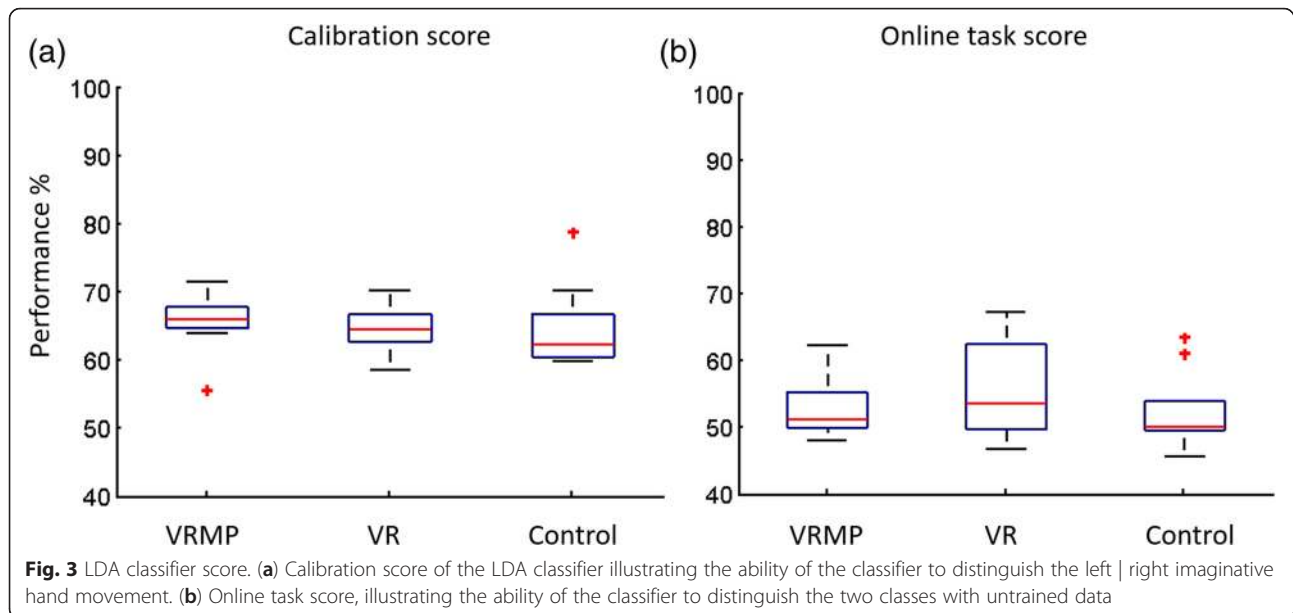 (a) Calibration score
Performance %
100
90
80
70
60
50
40
VRMP VR Control
(b) Online task score
100
90
80
70
60
50
40
VRMP VR Control
Fig. 3 LDA classifier score. (a) Calibration score of the LDA classifier illustrating the ability of the classifier to distinguish the left | right imaginative
hand movement. (b) Online task score, illustrating the ability of the classifier to distinguish the two classes with untrained data